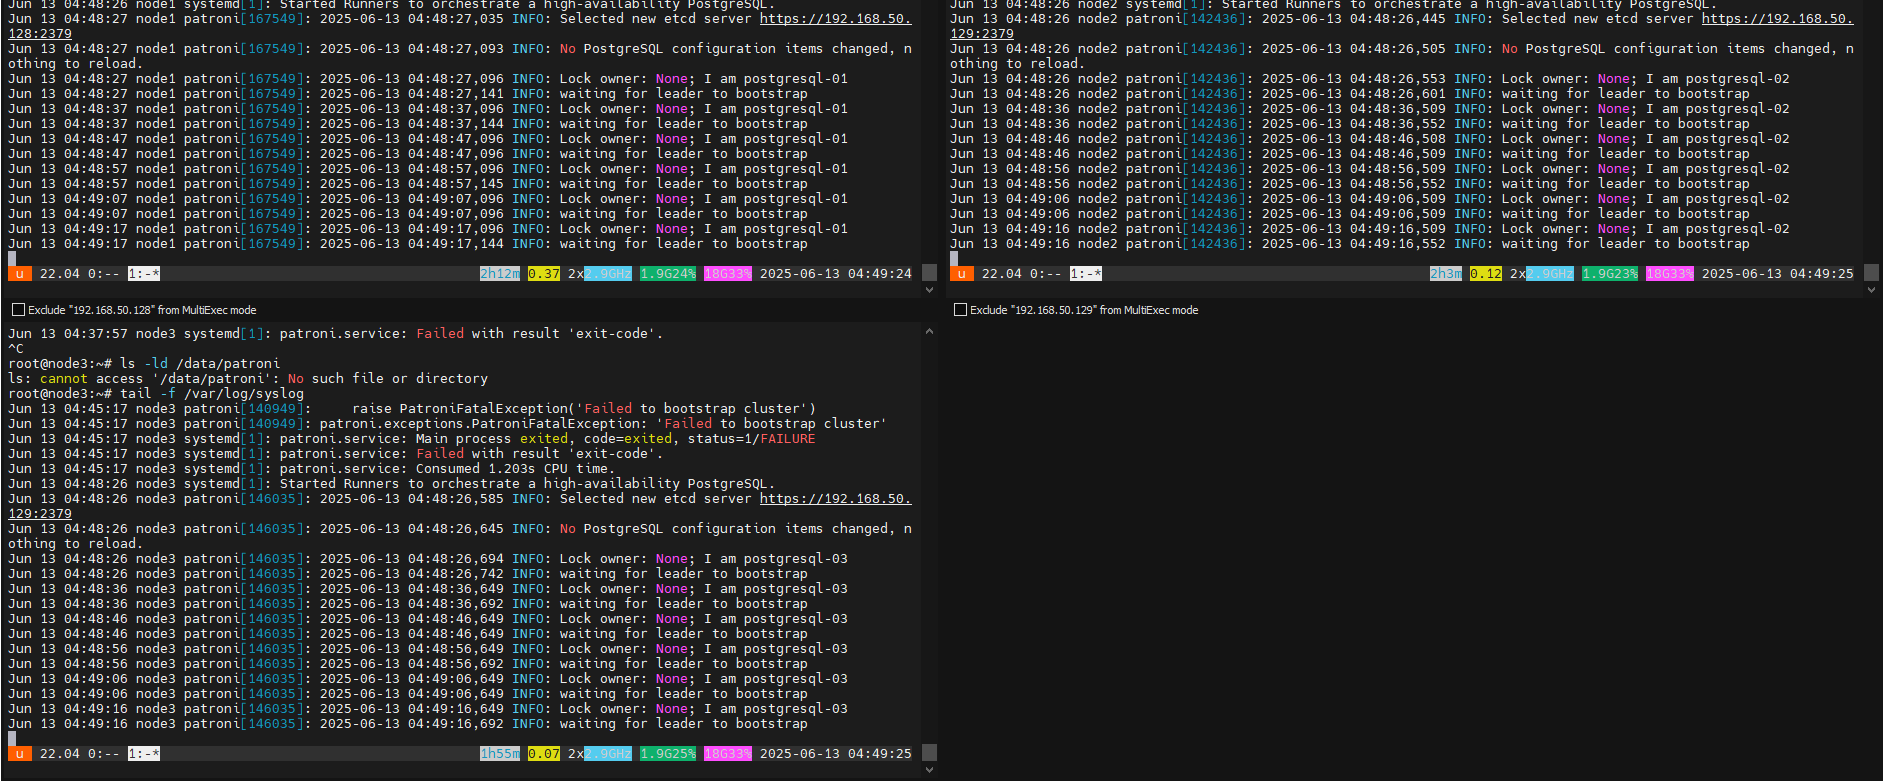 Jun 13 04:48:26 node1 systemd[1]: Started Runners to orchestrate a high-availability PostgreSQL.
Jun 13 04:48:27 node1 patroni[167549]: 2025-06-13 04:48:27,035 INFO: Selected new etcd server https://192.168.50.
128:2379
Jun 13 04:48:27 node1 patroni[167549]: 2025-06-13 04:48:27,093 INFO: No PostgreSQL configuration items changed, n
othing to reload.
Jun 13 04:48:27 node1 patroni[167549]: 2025-06-13 04:48:27,096 INFO: Lock owner: None; I am postgresql-01
Jun 13 04:48:27 node1 patroni[167549]: 2025-06-13 04:48:27,141 INFO: waiting for leader to bootstrap
Jun 13 04:48:37 node1 patroni[167549]: 2025-06-13 04:48:37,096 INFO: Lock owner: None; I am postgresql-01
Jun 13 04:48:37 node1 patroni[167549]: 2025-06-13 04:48:37,144 INFO: waiting for leader to bootstrap
Jun 13 04:48:47 node1 patroni[167549]: 2025-06-13 04:48:47,096 INFO: Lock owner: None; I am postgresql-01
Jun 13 04:48:47 node1 patroni[167549]: 2025-06-13 04:48:47,096 INFO: waiting for leader to bootstrap
Jun 13 04:48:57 node1 patroni[167549]: 2025-06-13 04:48:57,096 INFO: Lock owner: None; I am postgresql-01
Jun 13 04:48:57 node1 patroni[167549]: 2025-06-13 04:48:57,145 INFO: waiting for leader to bootstrap
Jun 13 04:49:07 node1 patroni[167549]: 2025-06-13 04:49:07,096 INFO: Lock owner: None; I am postgresql-01
Jun 13 04:49:07 node1 patroni[167549]: 2025-06-13 04:49:07,096 INFO: waiting for leader to bootstrap
Jun 13 04:49:17 node1 patroni[167549]: 2025-06-13 04:49:17,096 INFO: Lock owner: None; I am postgresql-01
Jun 13 04:49:17 node1 patroni[167549]: 2025-06-13 04:49:17,144 INFO: waiting for leader to bootstrap
u 22.04 0:-- 1:-* 2h12m 0.37 2x2.9GHz 1.9G24% 18G33% 2025-06-13 04:49:24
Jun 13 04:48:26 node2 systemd[1]: Started Runners to orchestrate a high-availability PostgreSQL.
Jun 13 04:48:26 node2 patroni[142436]: 2025-06-13 04:48:26,445 INFO: Selected new etcd server https://192.168.50.
129:2379
Jun 13 04:48:26 node2 patroni[142436]: 2025-06-13 04:48:26,505 INFO: No PostgreSQL configuration items changed, n
othing to reload.
Jun 13 04:48:26 node2 patroni[142436]: 2025-06-13 04:48:26,553 INFO: Lock owner: None; I am postgresql-02
Jun 13 04:48:26 node2 patroni[142436]: 2025-06-13 04:48:26,601 INFO: waiting for leader to bootstrap
Jun 13 04:48:36 node2 patroni[142436]: 2025-06-13 04:48:36,509 INFO: Lock owner: None; I am postgresql-02
Jun 13 04:48:36 node2 patroni[142436]: 2025-06-13 04:48:36,552 INFO: waiting for leader to bootstrap
Jun 13 04:48:46 node2 patroni[142436]: 2025-06-13 04:48:46,508 INFO: Lock owner: None; I am postgresql-02
Jun 13 04:48:46 node2 patroni[142436]: 2025-06-13 04:48:46,509 INFO: waiting for leader to bootstrap
Jun 13 04:48:56 node2 patroni[142436]: 2025-06-13 04:48:56,509 INFO: Lock owner: None; I am postgresql-02
Jun 13 04:48:56 node2 patroni[142436]: 2025-06-13 04:48:56,552 INFO: waiting for leader to bootstrap
Jun 13 04:49:06 node2 patroni[142436]: 2025-06-13 04:49:06,509 INFO: Lock owner: None; I am postgresql-02
Jun 13 04:49:06 node2 patroni[142436]: 2025-06-13 04:49:06,509 INFO: waiting for leader to bootstrap
Jun 13 04:49:16 node2 patroni[142436]: 2025-06-13 04:49:16,509 INFO: Lock owner: None; I am postgresql-02
Jun 13 04:49:16 node2 patroni[142436]: 2025-06-13 04:49:16,552 INFO: waiting for leader to bootstrap
u 22.04 0:-- 1:-* 2h3m 0.12 2x2.9GHz 1.9G23% 18G33% 2025-06-13 04:49:25
Exclude "192.168.50.128" from MultiExec mode
Exclude "192.168.50.129" from MultiExec mode
Jun 13 04:37:57 node3 systemd[1]: patroni.service: Failed with result 'exit-code'.
^C
root@node3:~# ls -ld /data/patroni
ls: cannot access '/data/patroni': No such file or directory
root@node3:~# tail -f /var/log/syslog
Jun 13 04:45:17 node3 patroni[140949]:     raise PatroniFatalException('Failed to bootstrap cluster')
Jun 13 04:45:17 node3 patroni[140949]: patroni.exceptions.PatroniFatalException: 'Failed to bootstrap cluster'
Jun 13 04:45:17 node3 systemd[1]: patroni.service: Main process exited, code=exited, status=1/FAILURE
Jun 13 04:45:17 node3 systemd[1]: patroni.service: Failed with result 'exit-code'.
Jun 13 04:45:17 node3 systemd[1]: patroni.service: Consumed 1.203s CPU time.
Jun 13 04:48:26 node3 systemd[1]: Started Runners to orchestrate a high-availability PostgreSQL.
Jun 13 04:48:26 node3 patroni[146035]: 2025-06-13 04:48:26,585 INFO: Selected new etcd server https://192.168.50.
129:2379
Jun 13 04:48:26 node3 patroni[146035]: 2025-06-13 04:48:26,645 INFO: No PostgreSQL configuration items changed, n
othing to reload.
Jun 13 04:48:26 node3 patroni[146035]: 2025-06-13 04:48:26,694 INFO: Lock owner: None; I am postgresql-03
Jun 13 04:48:26 node3 patroni[146035]: 2025-06-13 04:48:26,742 INFO: waiting for leader to bootstrap
Jun 13 04:48:36 node3 patroni[146035]: 2025-06-13 04:48:36,649 INFO: Lock owner: None; I am postgresql-03
Jun 13 04:48:36 node3 patroni[146035]: 2025-06-13 04:48:36,692 INFO: waiting for leader to bootstrap
Jun 13 04:48:46 node3 patroni[146035]: 2025-06-13 04:48:46,649 INFO: Lock owner: None; I am postgresql-03
Jun 13 04:48:46 node3 patroni[146035]: 2025-06-13 04:48:46,649 INFO: waiting for leader to bootstrap
Jun 13 04:48:56 node3 patroni[146035]: 2025-06-13 04:48:56,649 INFO: Lock owner: None; I am postgresql-03
Jun 13 04:48:56 node3 patroni[146035]: 2025-06-13 04:48:56,692 INFO: waiting for leader to bootstrap
Jun 13 04:49:06 node3 patroni[146035]: 2025-06-13 04:49:06,649 INFO: Lock owner: None; I am postgresql-03
Jun 13 04:49:06 node3 patroni[146035]: 2025-06-13 04:49:06,649 INFO: waiting for leader to bootstrap
Jun 13 04:49:16 node3 patroni[146035]: 2025-06-13 04:49:16,649 INFO: Lock owner: None; I am postgresql-03
Jun 13 04:49:16 node3 patroni[146035]: 2025-06-13 04:49:16,692 INFO: waiting for leader to bootstrap
u 22.04 0:-- 1:-* 1h55m 0.07 2x2.9GHz 1.9G25% 18G33% 2025-06-13 04:49:25